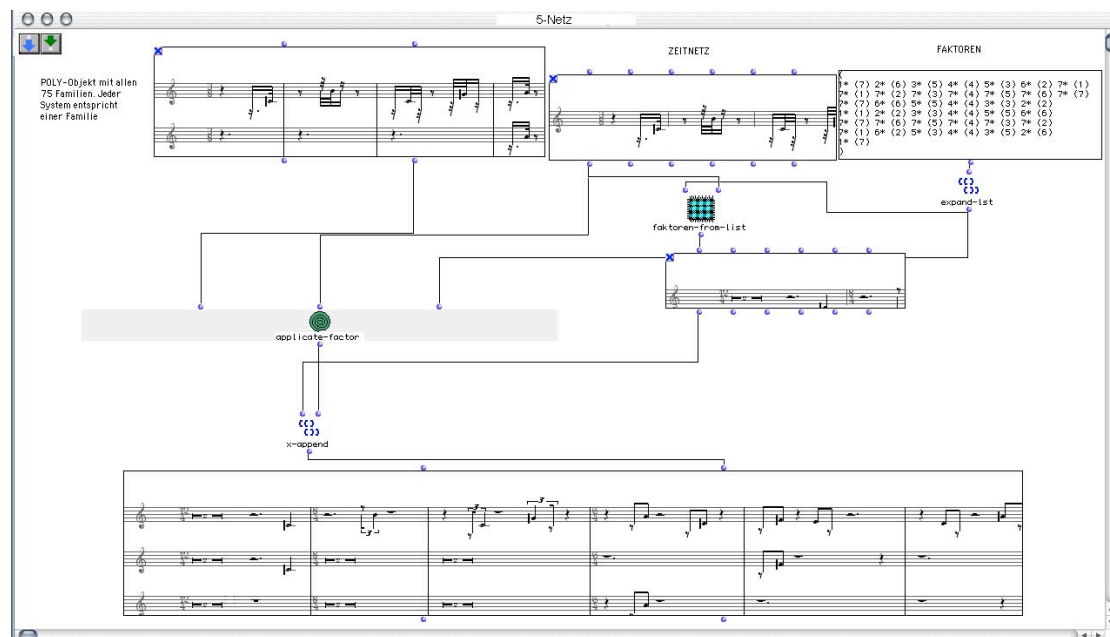 5-Netz
POLY-Objekt mit allen
75 Familien. Jeder
System entspricht
einer Familie
ZEITNETZ
FAKTOREN
(
1* (7) 2* (6) 3* (5) 4* (4) 5* (3) 6* (2) 7* (1)
7* (1) 7* (2) 7* (3) 7* (4) 7* (5) 7* (6) 7* (7)
7* (7) 6* (6) 5* (5) 4* (4) 3* (3) 2* (2)
1* (1) 2* (2) 3* (3) 4* (4) 5* (5) 6* (6)
7* (7) 7* (6) 7* (5) 7* (4) 7* (3) 7* (2)
7* (1) 6* (2) 5* (3) 4* (4) 3* (5) 2* (6)
1* (7)
)
expand-lst
faktoren-from-list
applicate-factor
x-append